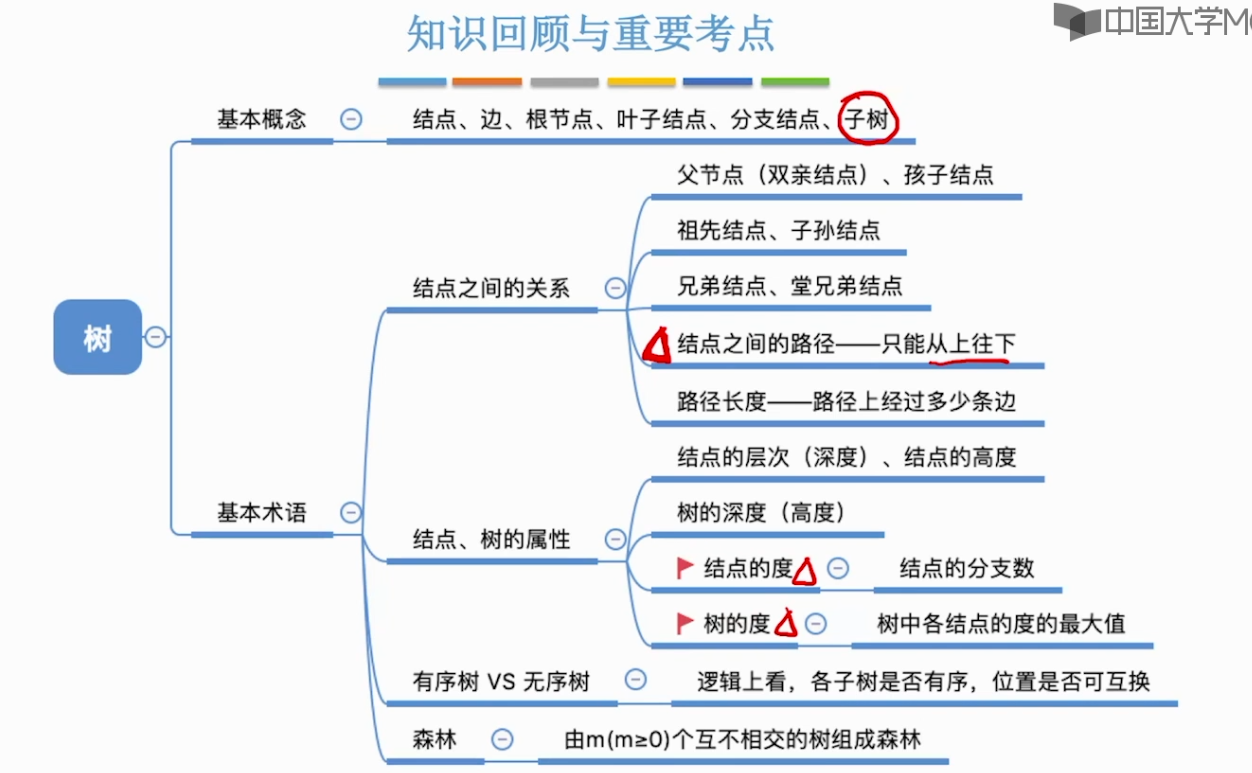 中国大学M
知识回顾与重要考点
基本概念
结点、边、根节点、叶子结点、分支结点、子树
父节点（双亲结点）、孩子结点
祖先结点、子孙结点
结点之间的关系
兄弟结点、堂兄弟结点
树
结点之间的路径——只能从上往下
路径长度——路径上经过多少条边
结点的层次（深度）、结点的高度
基本术语
树的深度（高度）
结点、树的属性
结点的度
结点的分支数
树的度
树中各结点的度的最大值
有序树 VS 无序树
逻辑上看，各子树是否有序，位置是否可互换
森林
由m(m≥0)个互不相交的树组成森林